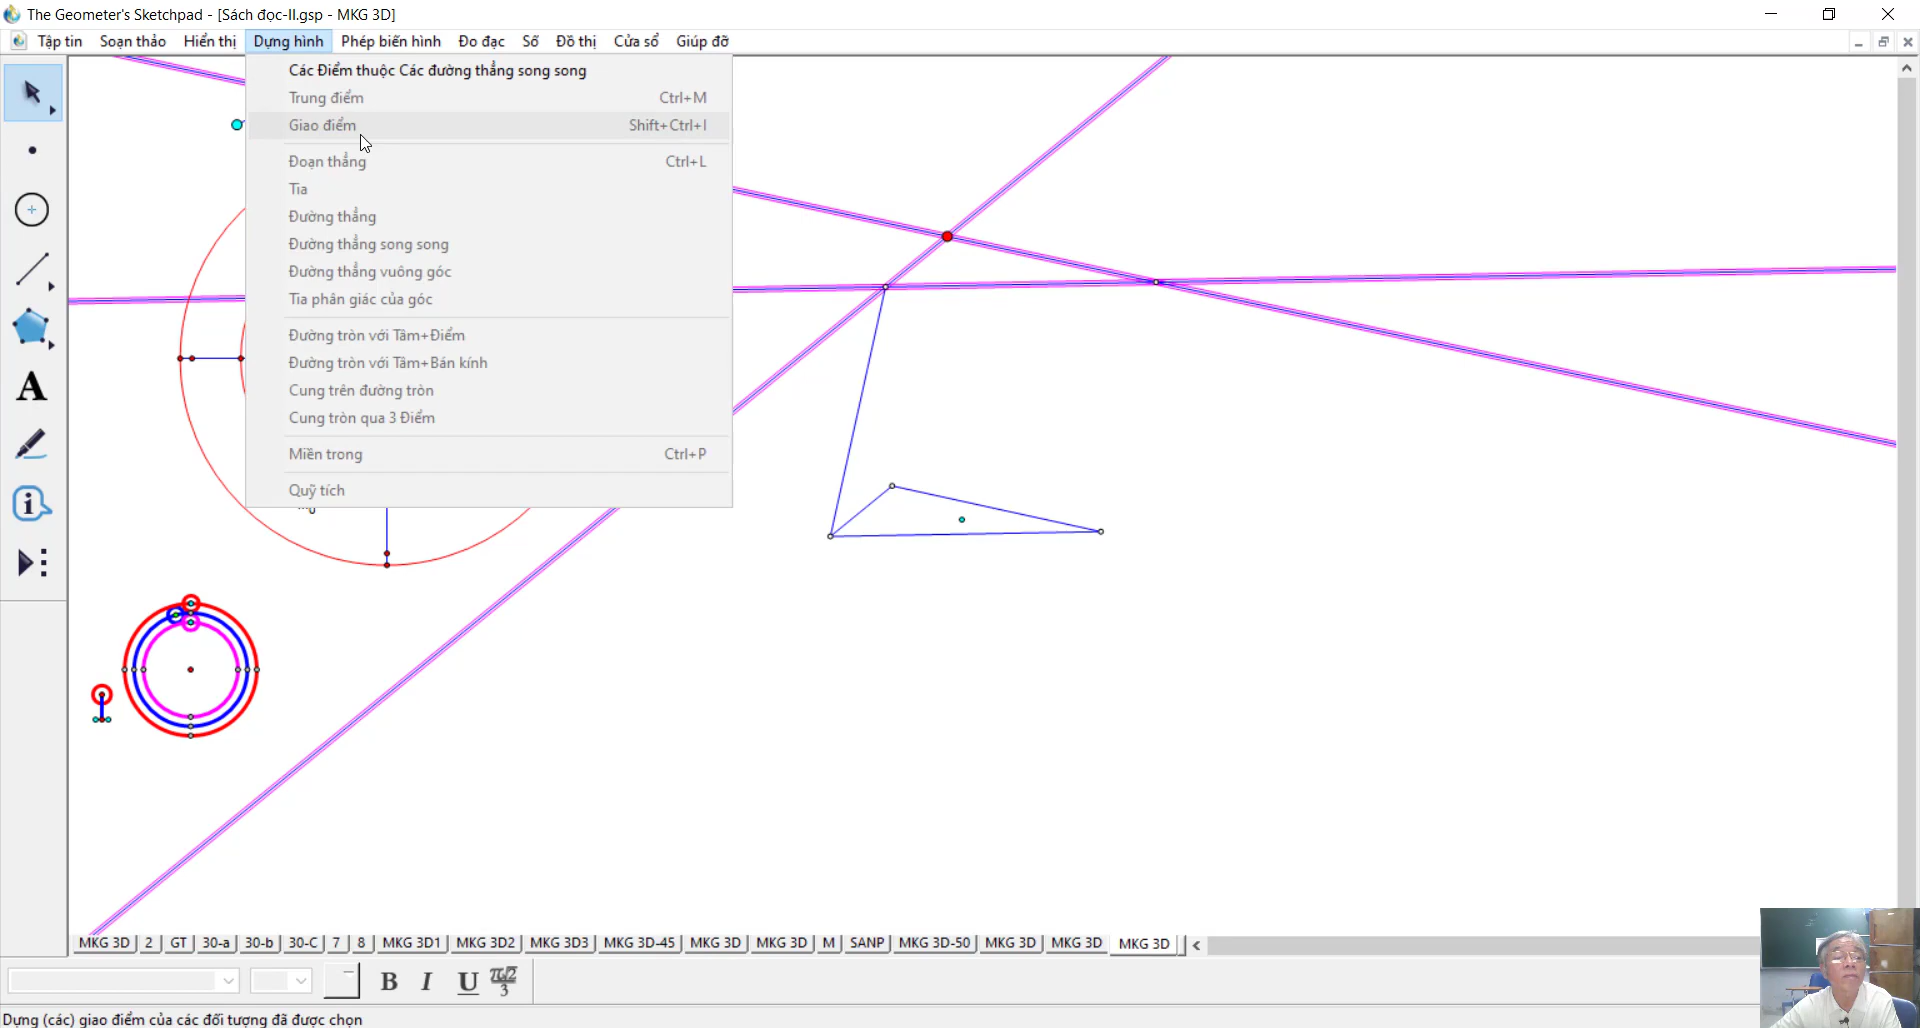 The Geometer's Sketchpad - [Sách đọc-II.gsp - MKG 3D]
Tập tin Soạn thảo Hiển thị Dựng hình Phép biến hình Đo đạc Số Đồ thị Cửa sổ Giúp đỡ
Các Điểm thuộc Các đường thẳng song song
Trung điểm Ctrl+M
Giao điểm Shift+Ctrl+I
Đoạn thẳng Ctrl+L
Tia
Đường thẳng
Đường thẳng song song
Đường thẳng vuông góc
Tia phân giác của góc
Đường tròn với Tâm+Điểm
Đường tròn với Tâm+Bán kính
Cung trên đường tròn
Cung tròn qua 3 Điểm
Miền trong Ctrl+P
Quỹ tích
A
i
MKG 3D 2 GT 30-a 30-b 30-C 7 8 MKG 3D1 MKG 3D2 MKG 3D3 MKG 3D-45 MKG 3D MKG 3D M SANP MKG 3D-50 MKG 3D MKG 3D MKG 3D
B I U π√2/3
Dựng (các) giao điểm của các đối tượng đã được chọn